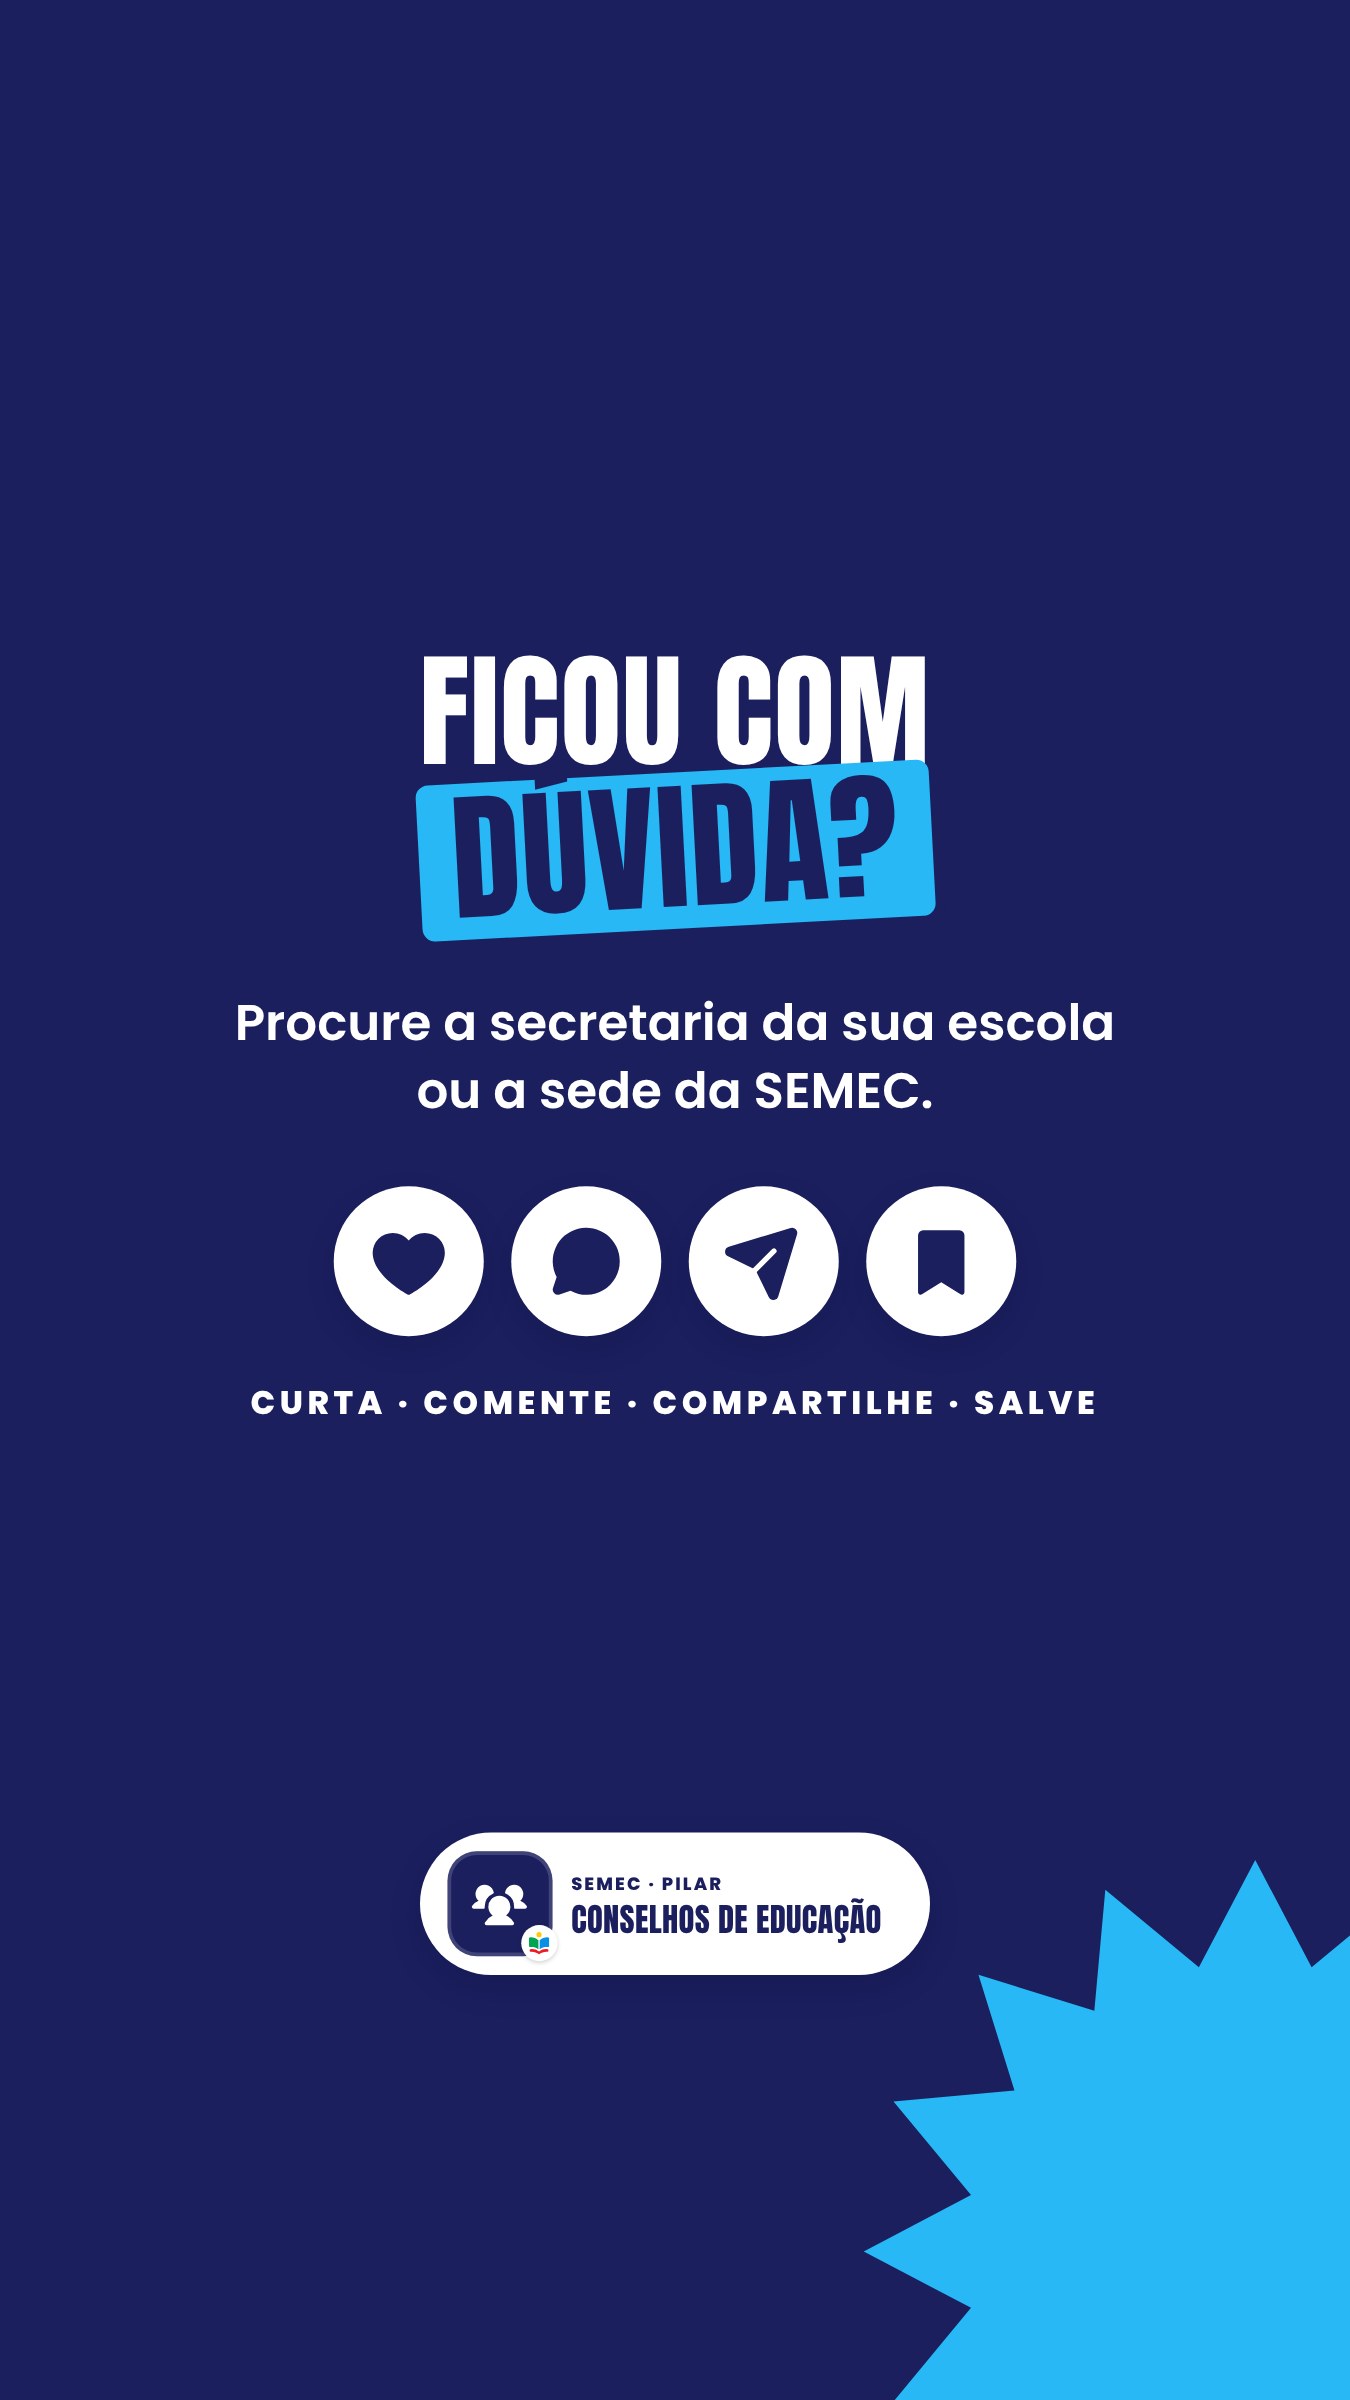 FICOU COM
DÚVIDA?
Procure a secretaria da sua escola
ou a sede da SEMEC.
CURTA · COMENTE · COMPARTILHE · SALVE
SEMEC · PILAR
CONSELHOS DE EDUCAÇÃO